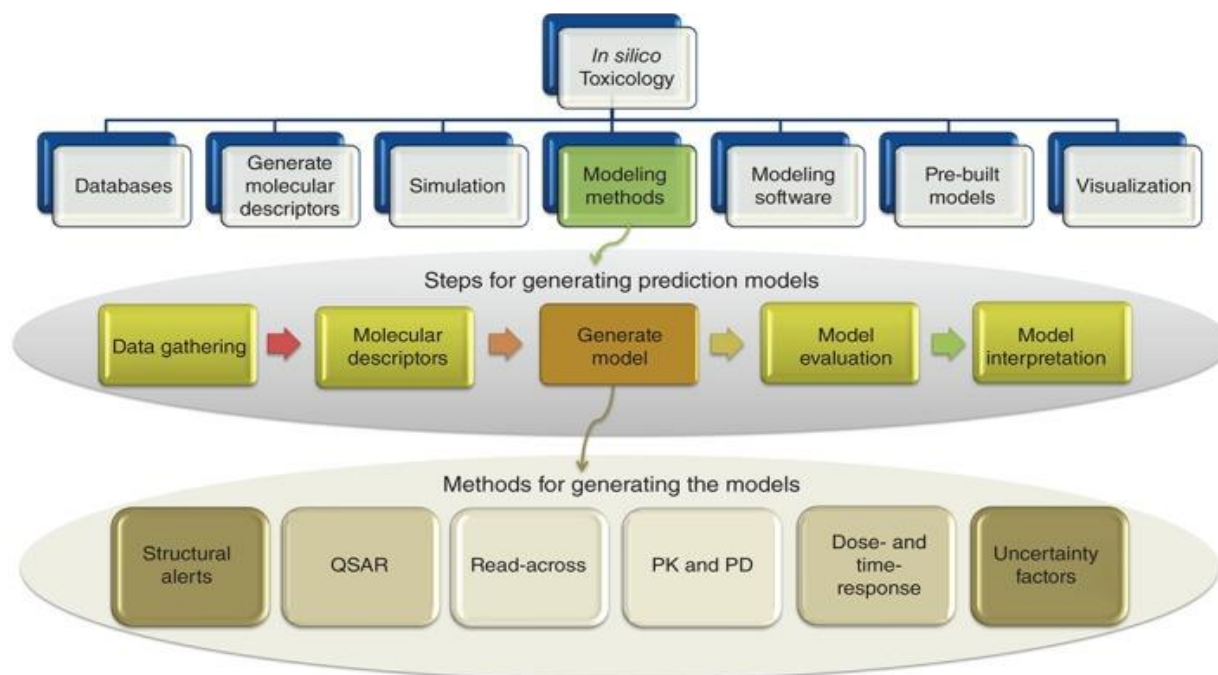 In silico
Toxicology
Databases
Generate
molecular
descriptors
Simulation
Modeling
methods
Modeling
software
Pre-built
models
Visualization
Steps for generating prediction models
Data gathering
Molecular
descriptors
Generate
model
Model
evaluation
Model
interpretation
Methods for generating the models
Structural
alerts
QSAR
Read-across
PK and PD
Dose- and
time-
response
Uncertainty
factors